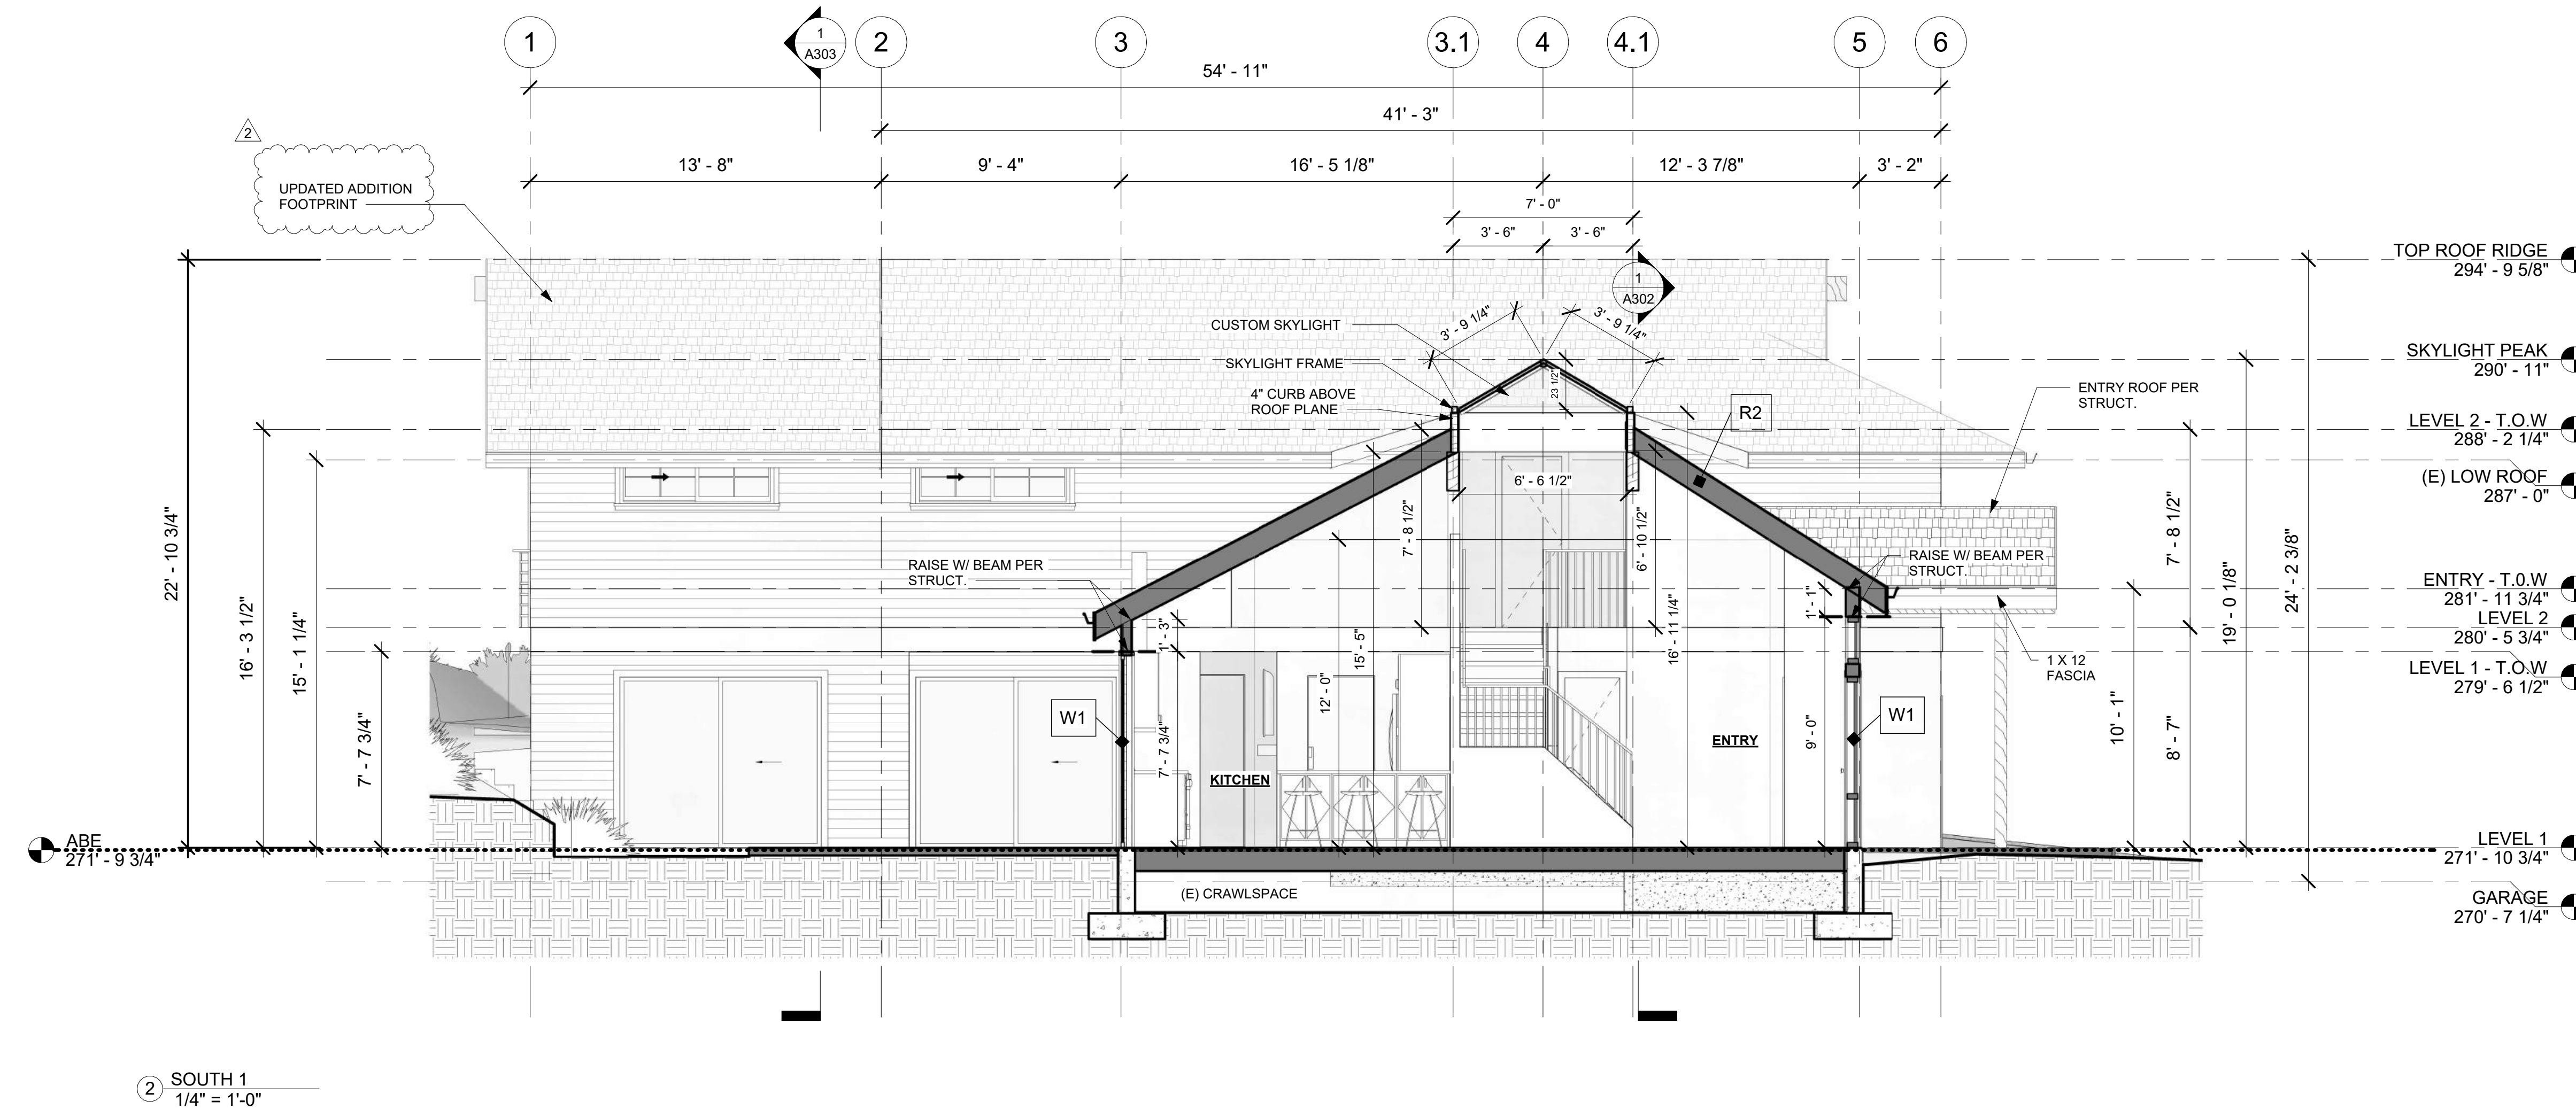 1
1
A303
2
3
3.1
4
4.1
5
6
54' - 11"
41' - 3"
13' - 8"
9' - 4"
16' - 5 1/8"
12' - 3 7/8"
3' - 2"
2
UPDATED ADDITION
FOOTPRINT
7' - 0"
3' - 6"
3' - 6"
1
A302
CUSTOM SKYLIGHT
SKYLIGHT FRAME
4" CURB ABOVE
ROOF PLANE
3' - 9 1/4"
3' - 9 1/4"
23 1/2"
R2
ENTRY ROOF PER
STRUCT.
TOP ROOF RIDGE
294' - 9 5/8"
SKYLIGHT PEAK
290' - 11"
LEVEL 2 - T.O.W
288' - 2 1/4"
(E) LOW ROOF
287' - 0"
ENTRY - T.0.W
281' - 11 3/4"
LEVEL 2
280' - 5 3/4"
LEVEL 1 - T.O.W
279' - 6 1/2"
LEVEL 1
271' - 10 3/4"
GARAGE
270' - 7 1/4"
22' - 10 3/4"
16' - 3 1/2"
15' - 1 1/4"
7' - 7 3/4"
RAISE W/ BEAM PER
STRUCT.
6' - 6 1/2"
7' - 8 1/2"
6' - 10 1/2"
RAISE W/ BEAM PER
STRUCT.
1' - 3"
15' - 5"
12' - 0"
16' - 11 1/4"
1' - 1"
7' - 7 3/4"
9' - 0"
W1
W1
KITCHEN
ENTRY
1 X 12
FASCIA
10' - 1"
8' - 7"
7' - 8 1/2"
19' - 0 1/8"
24' - 2 3/8"
ABE
271' - 9 3/4"
(E) CRAWLSPACE
2
SOUTH 1
1/4" = 1'-0"